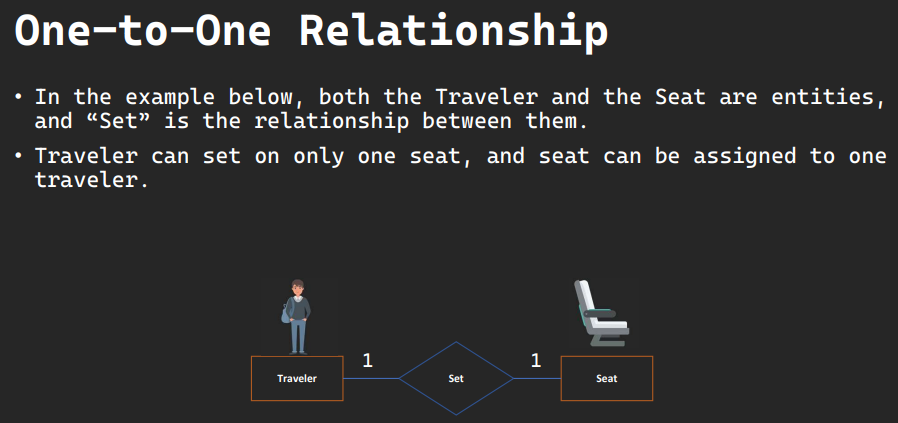 One-to-One Relationship
• In the example below, both the Traveler and the Seat are entities,
and “Set” is the relationship between them.
• Traveler can set on only one seat, and seat can be assigned to one
traveler.
1 1
Traveler Set Seat